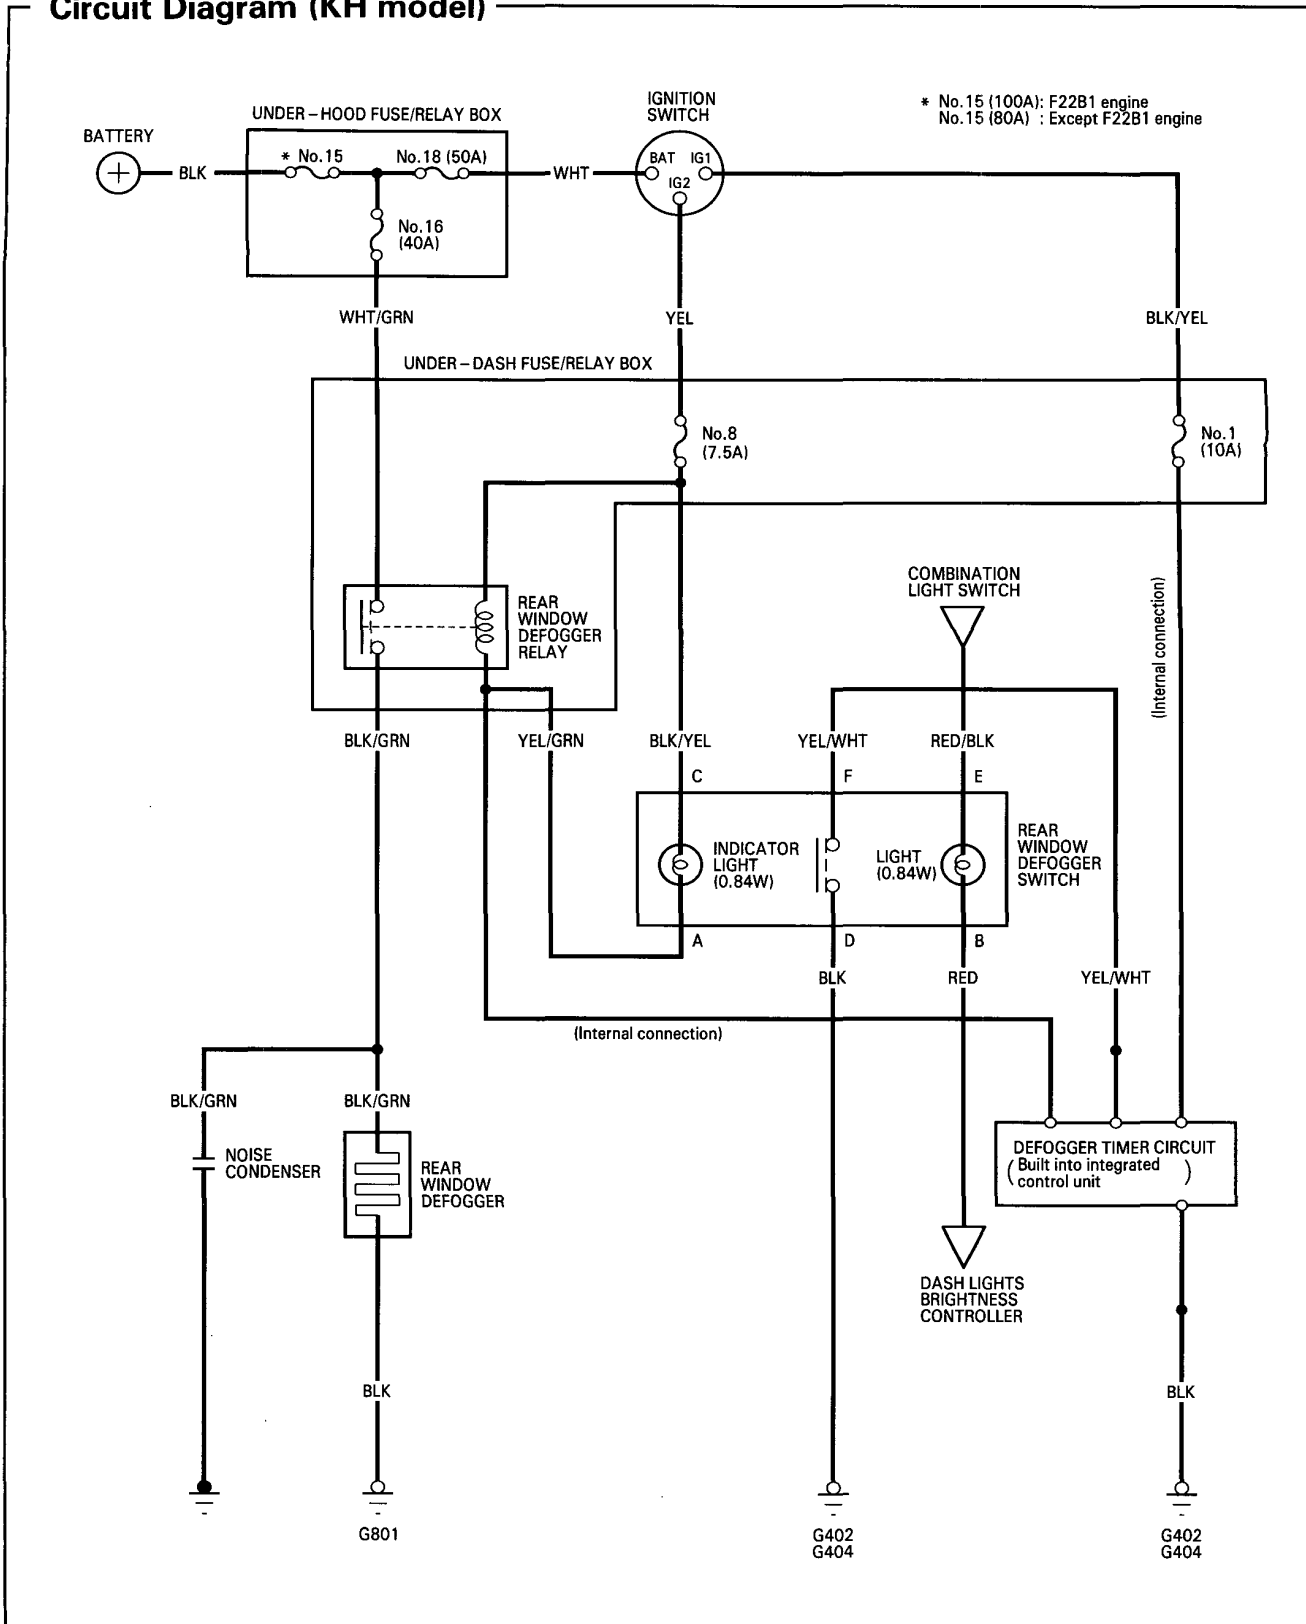 Circuit Diagram (KH model)
IGNITION
SWITCH
* No.15 (100A): F22B1 engine
No.15 (80A) : Except F22B1 engine
UNDER-HOOD FUSE/RELAY BOX
BATTERY
BLK
* No.15
No.18 (50A)
WHT
BAT
IG1
IG2
No.16
(40A)
WHT/GRN
YEL
BLK/YEL
UNDER-DASH FUSE/RELAY BOX
No.8
(7.5A)
No.1
(10A)
COMBINATION
LIGHT SWITCH
REAR
WINDOW
DEFOGGER
RELAY
(Internal connection)
BLK/GRN
YEL/GRN
BLK/YEL
YEL/WHT
RED/BLK
C
F
E
INDICATOR
LIGHT
(0.84W)
LIGHT
(0.84W)
REAR
WINDOW
DEFOGGER
SWITCH
A
D
B
BLK
RED
YEL/WHT
(Internal connection)
BLK/GRN
BLK/GRN
NOISE
CONDENSER
REAR
WINDOW
DEFOGGER
DEFOGGER TIMER CIRCUIT
(Built into integrated
control unit)
DASH LIGHTS
BRIGHTNESS
CONTROLLER
BLK
BLK
G801
G402
G404
G402
G404